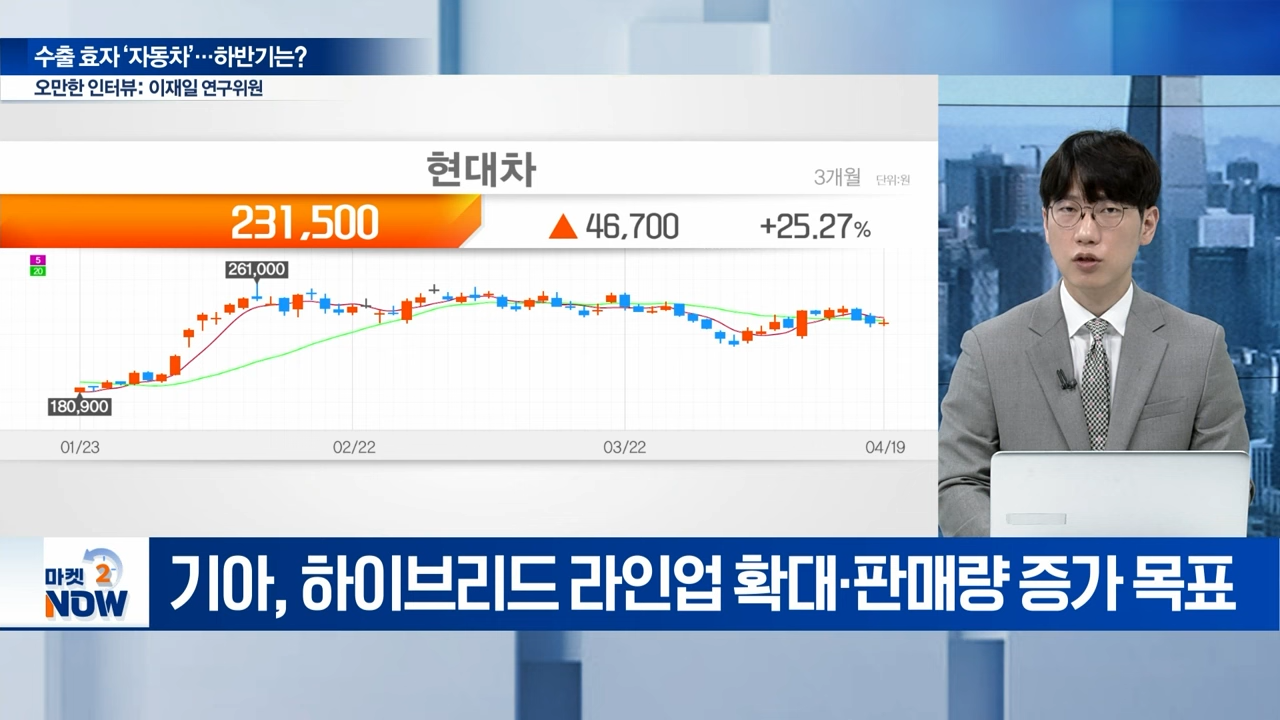 수출 효자 ‘자동차’…하반기는?
오만한 인터뷰: 이재일 연구위원
현대차
3개월 단위:원
231,500 ▲ 46,700 +25.27%
5
20
261,000
180,900
01/23 02/22 03/22 04/19
마켓 2
NOW
기아, 하이브리드 라인업 확대·판매량 증가 목표